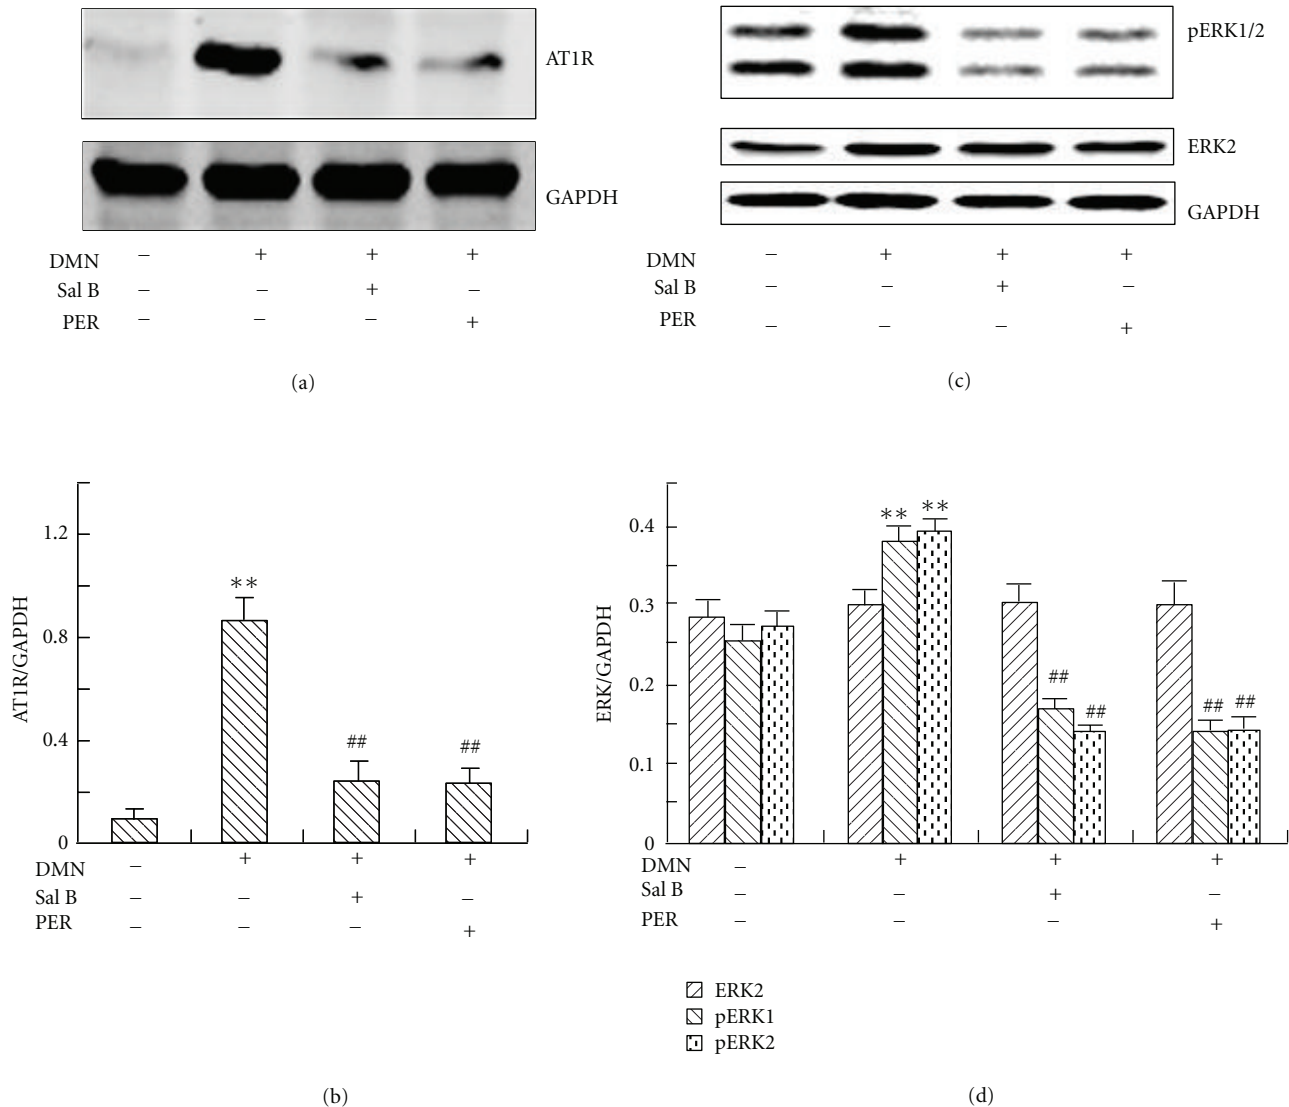 AT1R
GAPDH
DMN − + + +
Sal B − − + −
PER − − − +
(a)
pERK1/2
ERK2
GAPDH
DMN − + + +
Sal B − − + −
PER − − − +
(c)
AT1R/GAPDH
1.2
0.8
0.4
0
**
##
##
DMN − + + +
Sal B − − + −
PER − − − +
(b)
ERK/GAPDH
0.4
0.3
0.2
0.1
0
** **
## ##
## ##
DMN − + + +
Sal B − − + −
PER − − − +
ERK2
pERK1
pERK2
(d)